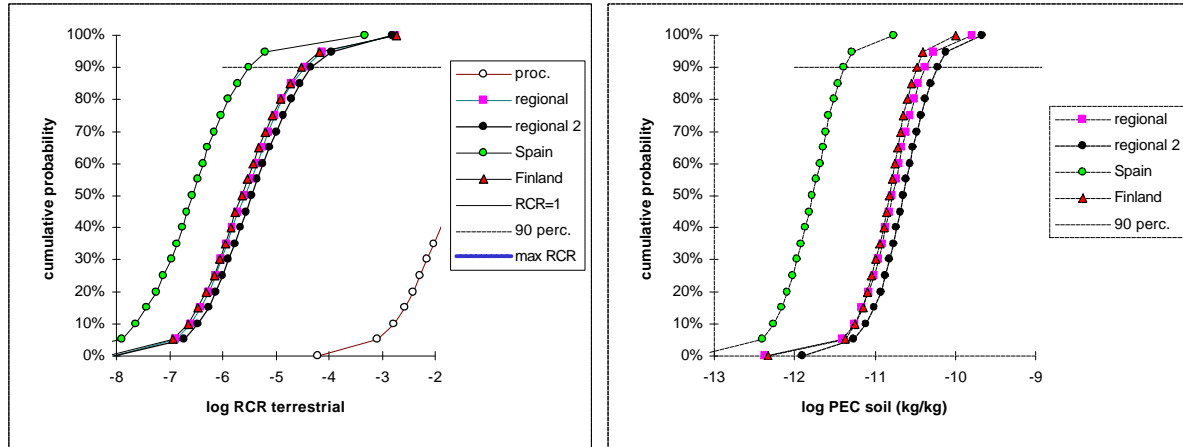 100%
90%
80%
70%
60%
50%
40%
30%
20%
10%
0%
cumulative probability
-8 -7 -6 -5 -4 -3 -2
log RCR terrestrial
proc.
regional
regional 2
Spain
Finland
RCR=1
90 perc.
max RCR
100%
90%
80%
70%
60%
50%
40%
30%
20%
10%
0%
cumulative probability
-13 -12 -11 -10 -9
log PEC soil (kg/kg)
regional
regional 2
Spain
Finland
90 perc.